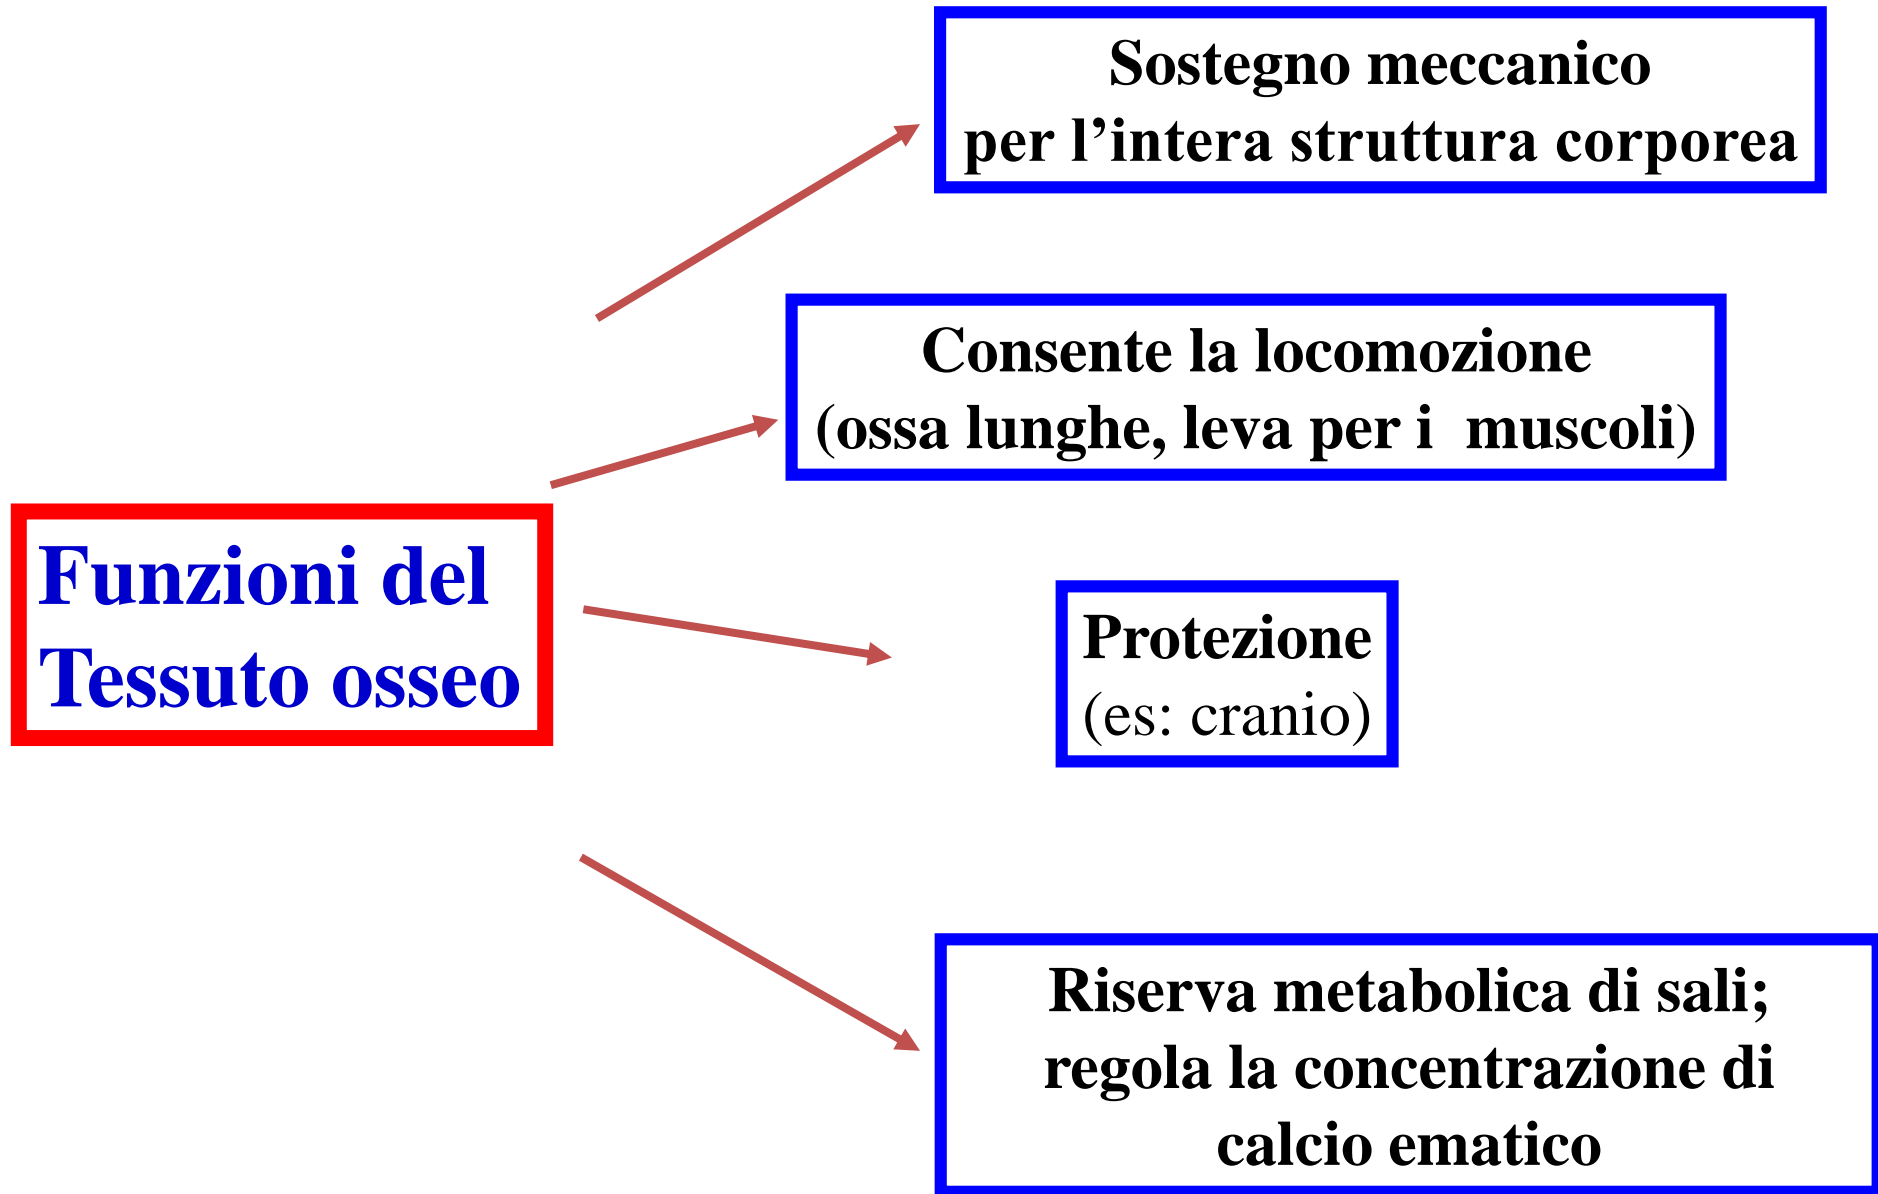 Sostegno meccanico
per l’intera struttura corporea
Consente la locomozione
(ossa lunghe, leva per i  muscoli)
Funzioni del
Tessuto osseo
Protezione
(es: cranio)
Riserva metabolica di sali;
regola la concentrazione di
calcio ematico